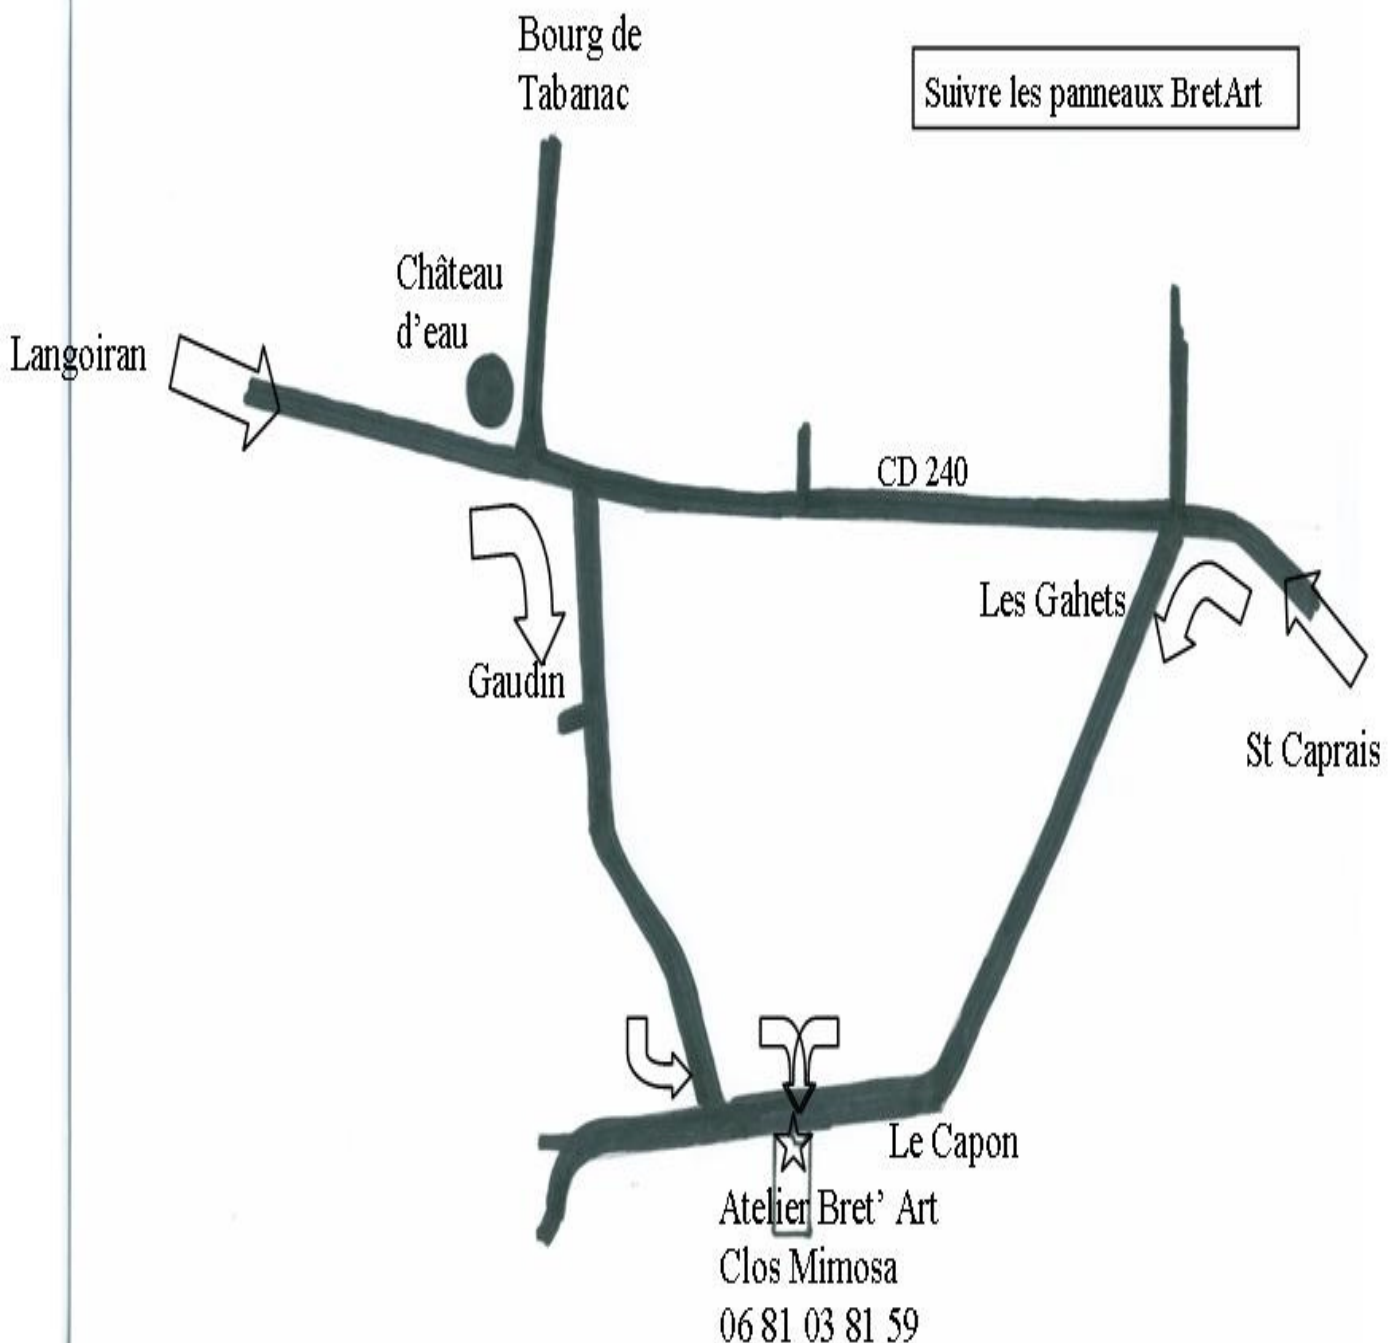 Bourg de
Tabanac
Suivre les panneaux BretArt
Château
d'eau
Langoiran
CD 240
Les Gahets
Gaudin
St Caprais
Le Capon
Atelier Bret' Art
Clos Mimosa
06 81 03 81 59